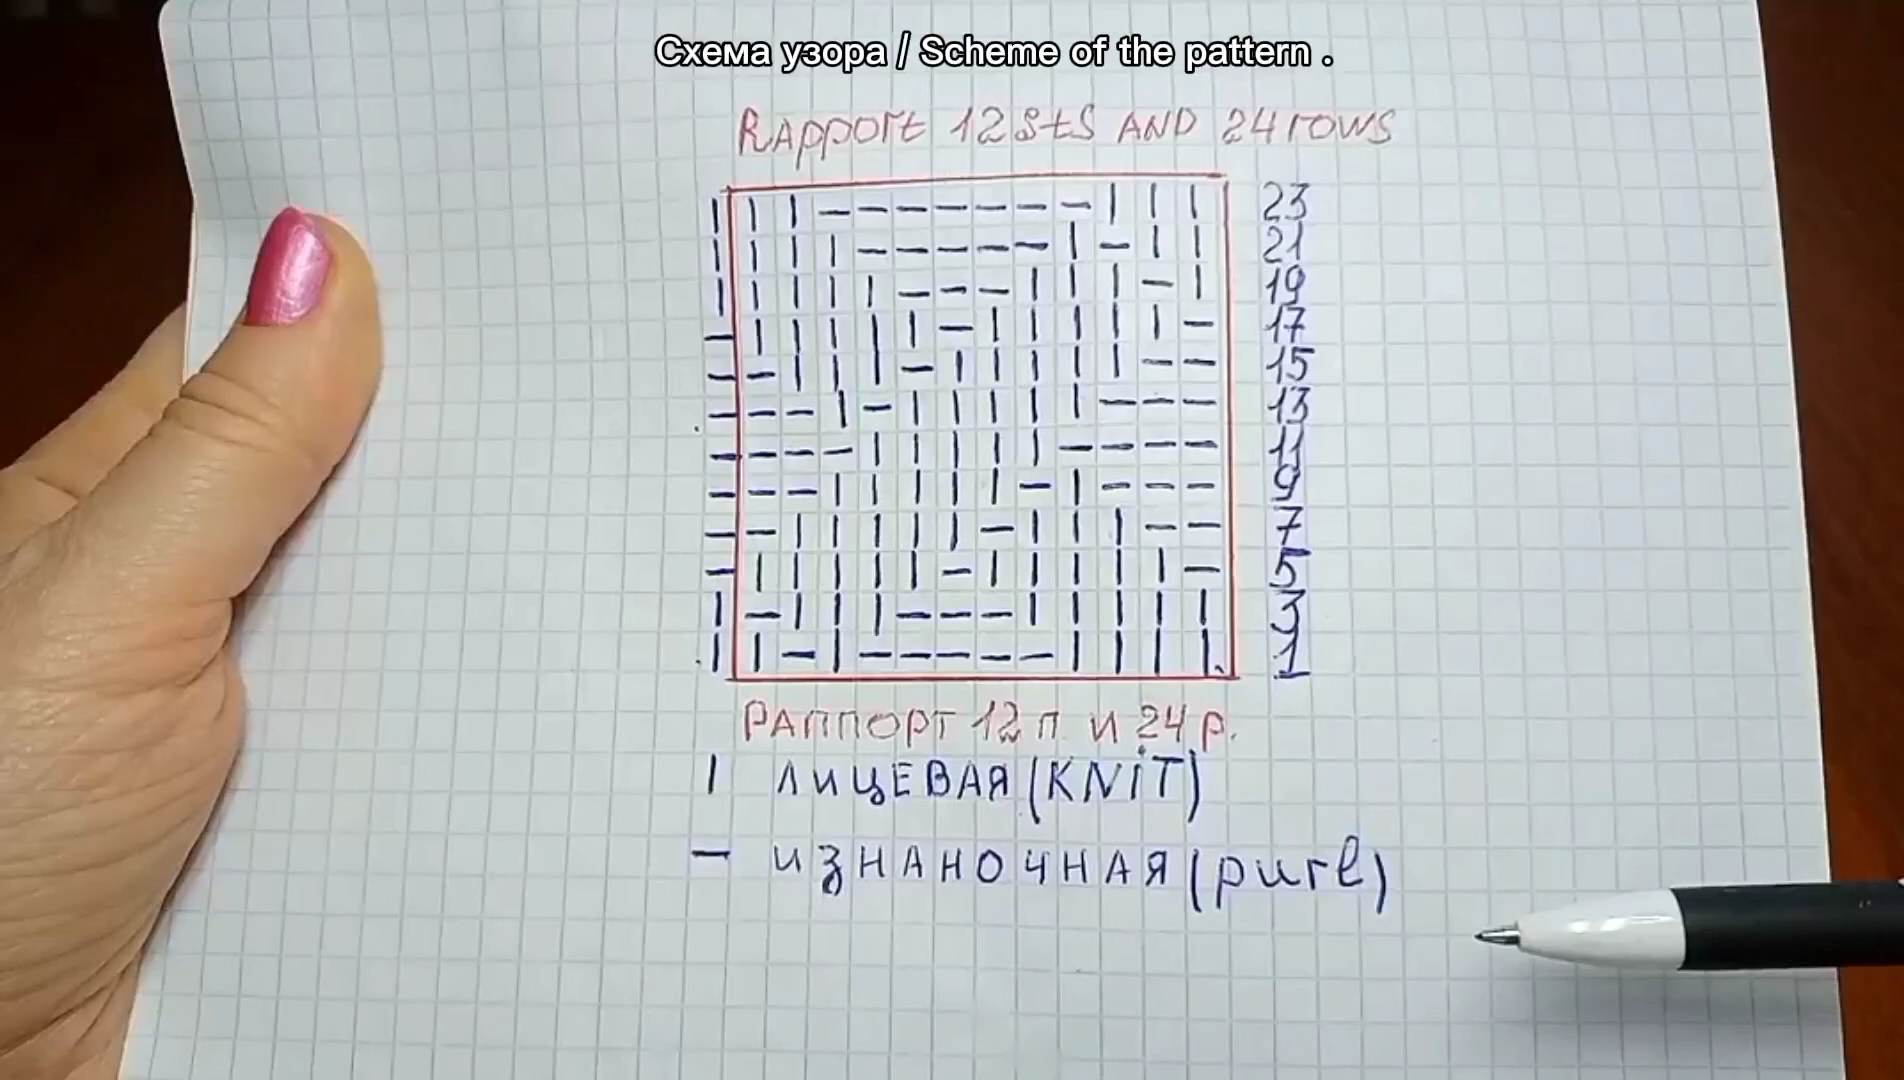 Схема узора / Scheme of the pattern .
Rapport 12 sts AND 24 rows
| | | - - - - - - - | | | 23
| | | | - - - - - | - | | 21
| | | | | - - - | | | - | 19
- | | | | | - | | | | | - 17
- - | | | - | | | | | - - 15
- - - | - | | | | | - - - 13
- - - - | | | | | - - - - 11
- - - | | | | | - | - - - 9
- - | | | | | - | | | - - 7
- | | | | | - | | | | | - 5
| - | | | - - - | | | | | 3
| | - | - - - - - | | | | 1
РАППОРТ 12 п. и 24 р.
| ЛИЦЕВАЯ (KNiT)
- ИЗНАНОЧНАЯ (purl)